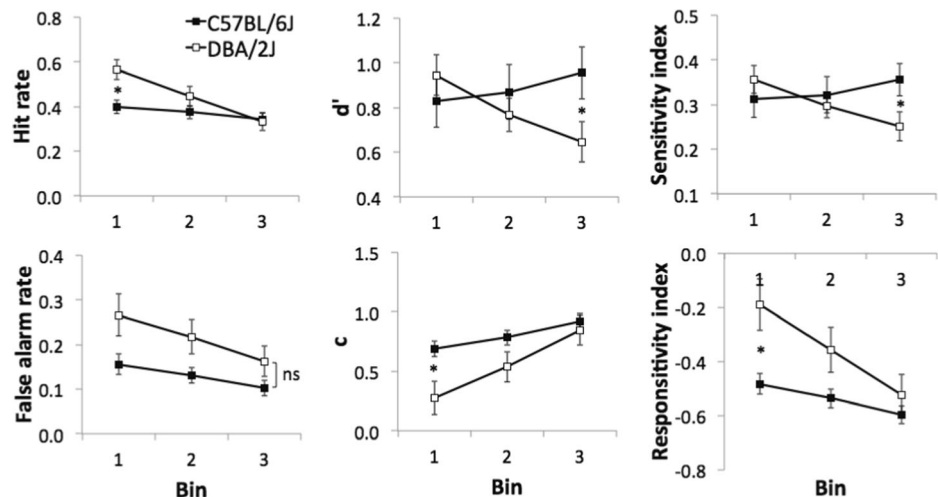 C57BL/6J
DBA/2J
Hit rate
0.8
0.6
0.4
0.2
0.0
*
1 2 3
d'
1.0
0.8
0.6
0.4
*
1 2 3
Sensitivity index
0.5
0.4
0.3
0.2
0.1
*
1 2 3
False alarm rate
0.4
0.3
0.2
0.1
0.0
ns
1 2 3
Bin
c
1.5
1.0
0.5
0.0
*
1 2 3
Bin
Responsitivity index
0.0
-0.2
-0.4
-0.6
-0.8
1 2 3
*
Bin